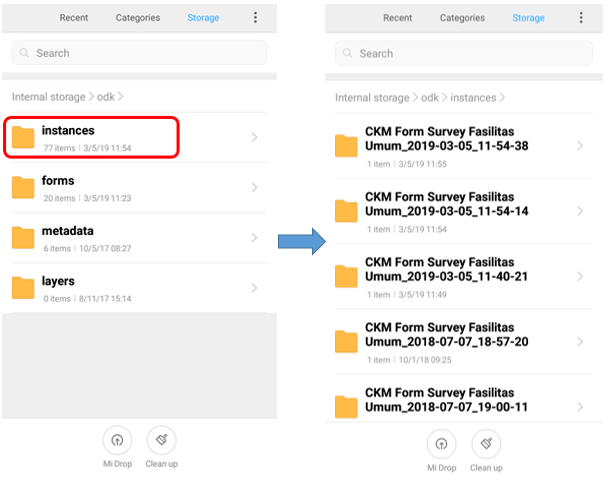 Recent Categories Storage
Search
Internal storage > odk >
instances
77 items | 3/5/19 11:54
forms
20 items | 3/5/19 11:23
metadata
6 items | 10/5/17 08:27
layers
0 items | 8/11/17 15:14
Mi Drop Clean up
Recent Categories Storage
Search
Internal storage > odk > instances >
CKM Form Survey Fasilitas
Umum_2019-03-05_11-54-38
1 item | 3/5/19 11:55
CKM Form Survey Fasilitas
Umum_2019-03-05_11-54-14
1 item | 3/5/19 11:54
CKM Form Survey Fasilitas
Umum_2019-03-05_11-40-21
1 item | 3/5/19 11:49
CKM Form Survey Fasilitas
Umum_2018-07-07_18-57-20
1 item | 10/1/18 09:25
CKM Form Survey Fasilitas
Umum_2018-07-07_19-00-11
Mi Drop Clean up